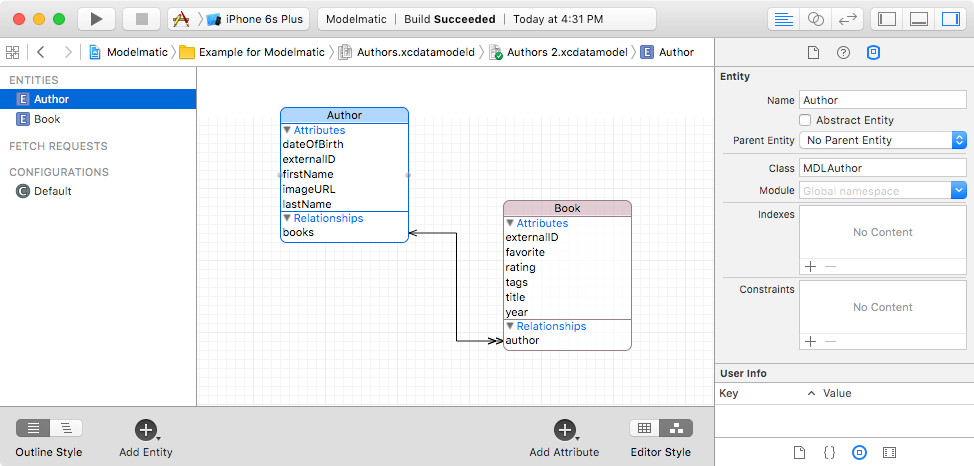 iPhone 6s Plus
Modelmatic | Build Succeeded | Today at 4:31 PM
Modelmatic
Example for Modelmatic
Authors.xcdatamodeld
Authors 2.xcdatamodel
E Author
ENTITIES
E Author
E Book
FETCH REQUESTS
CONFIGURATIONS
C Default
Author
Attributes
dateOfBirth
externalID
firstName
imageURL
lastName
Relationships
books
Book
Attributes
externalID
favorite
rating
tags
title
year
Relationships
author
Outline Style
Add Entity
Add Attribute
Editor Style
Entity
Name Author
Abstract Entity
Parent Entity No Parent Entity
Class MDLAuthor
Module Global namespace
Indexes
No Content
Constraints
No Content
User Info
Key Value